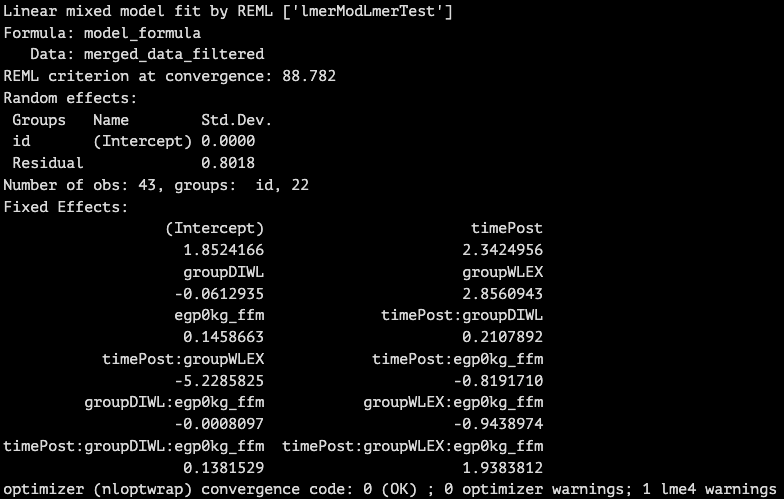 Linear mixed model fit by REML ['lmerModLmerTest']
Formula: model_formula
   Data: merged_data_filtered
REML criterion at convergence: 88.782
Random effects:
 Groups   Name        Std.Dev.
 id       (Intercept) 0.0000
 Residual             0.8018
Number of obs: 43, groups:  id, 22
Fixed Effects:
                 (Intercept)                      timePost
                   1.8524166                     2.3424956
                   groupDIWL                     groupWLEX
                  -0.0612935                     2.8560943
                  egp0kg_ffm            timePost:groupDIWL
                   0.1458663                     0.2107892
          timePost:groupWLEX           timePost:egp0kg_ffm
                  -5.2285825                    -0.8191710
        groupDIWL:egp0kg_ffm          groupWLEX:egp0kg_ffm
                  -0.0008097                    -0.9438974
timePost:groupDIWL:egp0kg_ffm  timePost:groupWLEX:egp0kg_ffm
                   0.1381529                     1.9383812
optimizer (nloptwrap) convergence code: 0 (OK) ; 0 optimizer warnings; 1 lme4 warnings